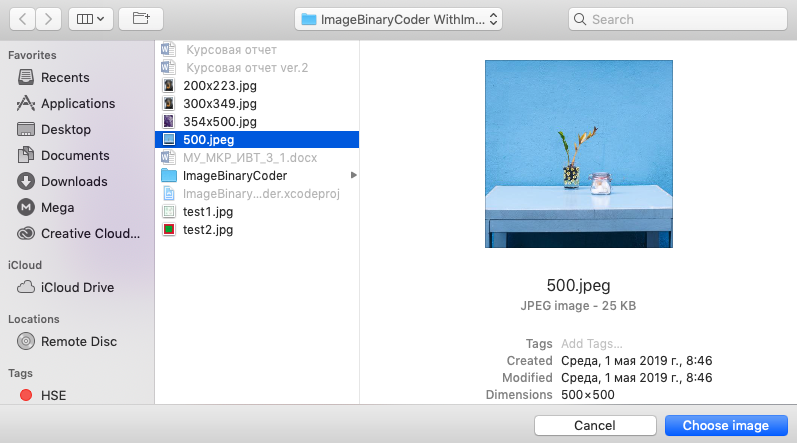 ImageBinaryCoder WithIm...
Search
Favorites
Recents
Applications
Desktop
Documents
Downloads
Mega
Creative Cloud...
iCloud
iCloud Drive
Locations
Remote Disc
Tags
HSE
Курсовая отчет
Курсовая отчет ver.2
200x223.jpg
300x349.jpg
354x500.jpg
500.jpeg
МУ_МКР_ИВТ_3_1.docx
ImageBinaryCoder
ImageBinary...der.xcodeproj
test1.jpg
test2.jpg
500.jpeg
JPEG image - 25 KB
Tags Add Tags...
Created Среда, 1 мая 2019 г., 8:46
Modified Среда, 1 мая 2019 г., 8:46
Dimensions 500×500
Cancel
Choose image